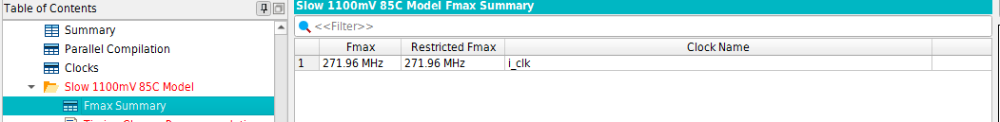 Table of Contents
Summary
Parallel Compilation
Clocks
Slow 1100mV 85C Model
Fmax Summary
Slow 1100mV 85C Model Fmax Summary
<<Filter>>
Fmax Restricted Fmax Clock Name
1 271.96 MHz 271.96 MHz i_clk